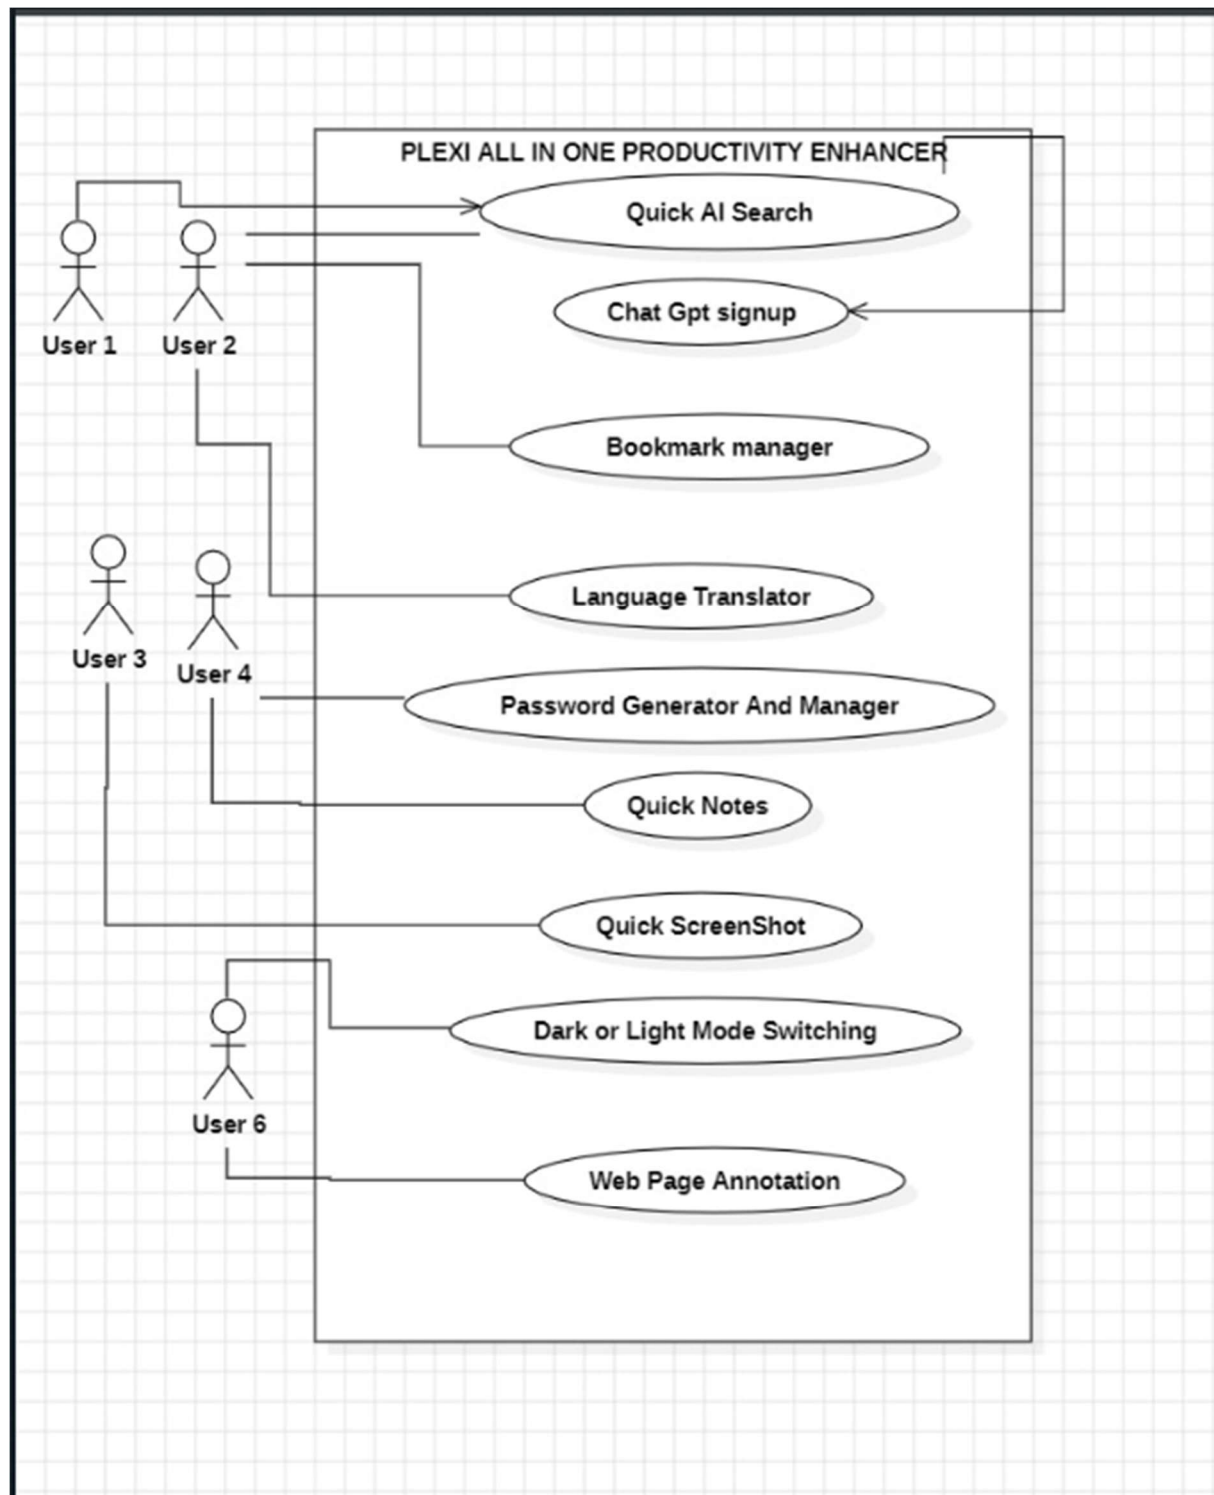 PLEXI ALL IN ONE PRODUCTIVITY ENHANCER
Quick AI Search
Chat Gpt signup
User 1
User 2
Bookmark manager
Language Translator
User 3
User 4
Password Generator And Manager
Quick Notes
Quick ScreenShot
Dark or Light Mode Switching
User 6
Web Page Annotation